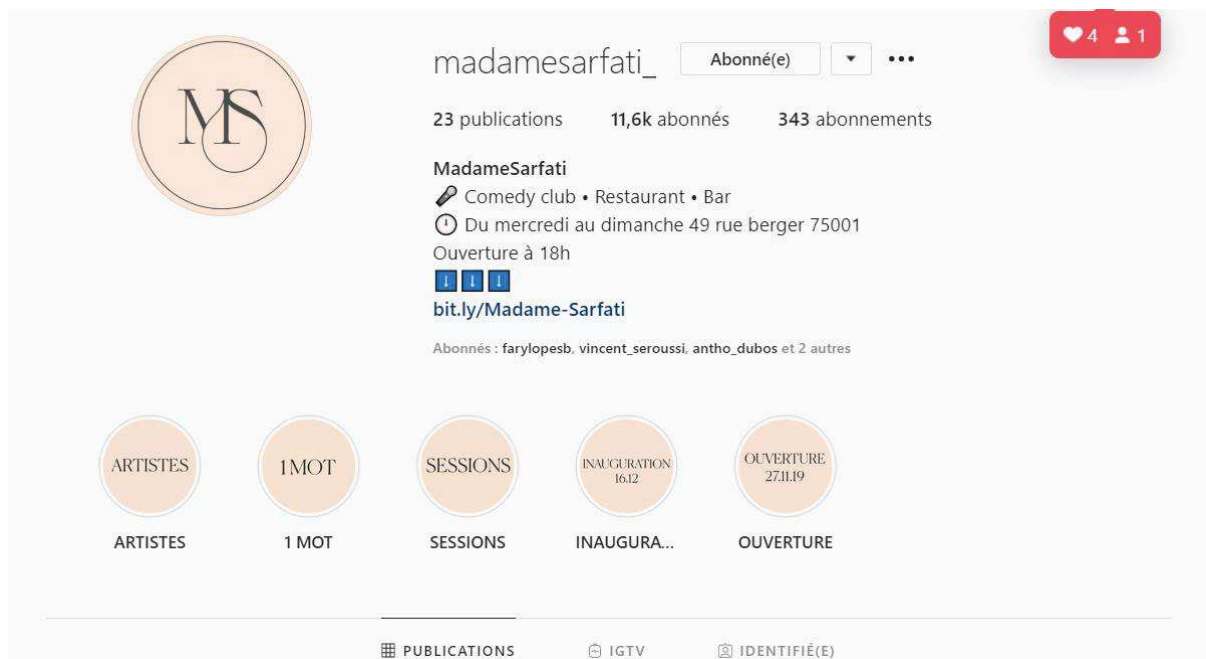 MS
madamesarfati_ Abonné(e) ▼ •••
4 1
23 publications 11,6k abonnés 343 abonnements
MadameSarfati
🎤 Comedy club • Restaurant • Bar
🕛 Du mercredi au dimanche 49 rue berger 75001
Ouverture à 18h
⬇️⬇️⬇️
bit.ly/Madame-Sarfati
Abonnés : farylopesb, vincent_seroussi, antho_dubos et 2 autres
ARTISTES
1 MOT
SESSIONS
INAUGURATION
16.12
OUVERTURE
27.11.19
ARTISTES 1 MOT SESSIONS INAUGURA... OUVERTURE
PUBLICATIONS IGTV IDENTIFIÉ(E)